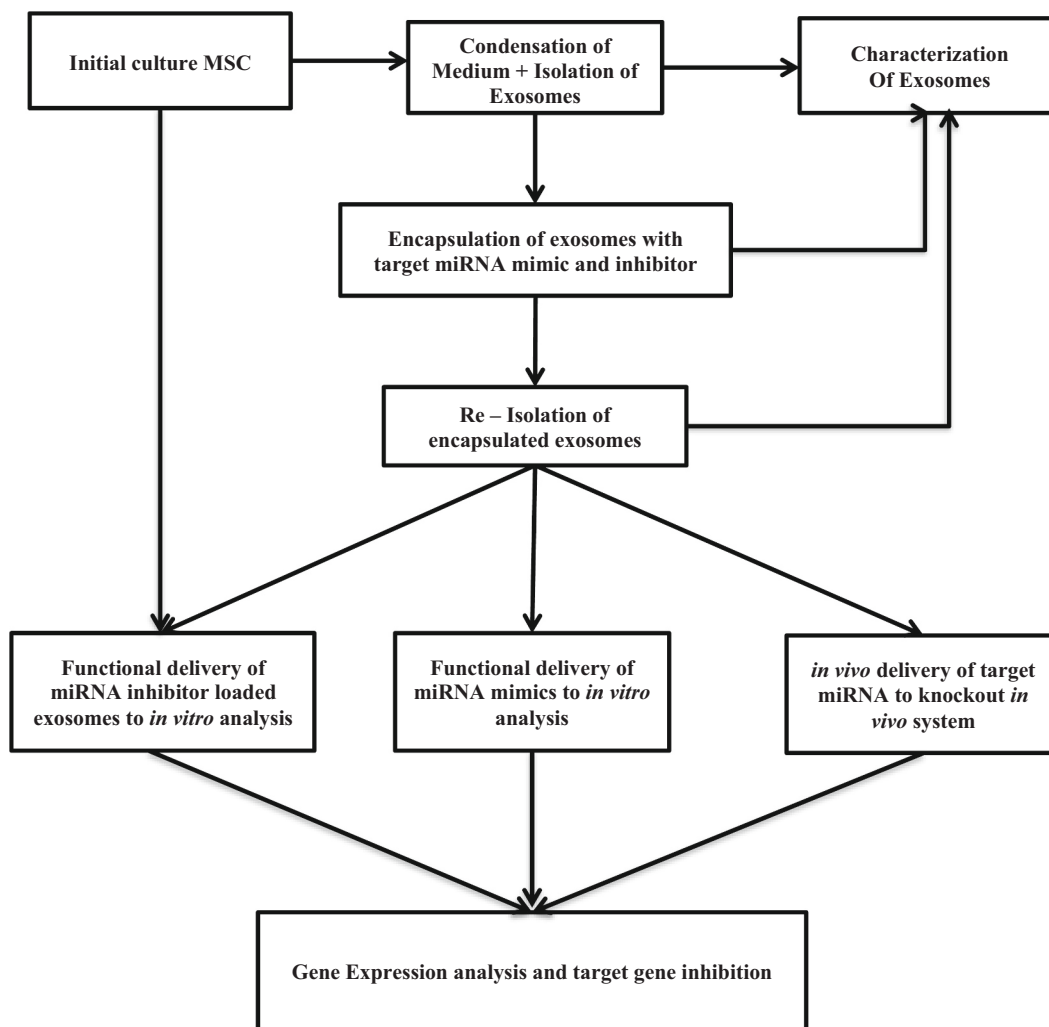 Initial culture MSC
Condensation of
Medium + Isolation of
Exosomes
Characterization
Of Exosomes
Encapsulation of exosomes with
target miRNA mimic and inhibitor
Re – Isolation of
encapsulated exosomes
Functional delivery of
miRNA inhibitor loaded
exosomes to in vitro analysis
Functional delivery of
miRNA mimics to in vitro
analysis
in vivo delivery of target
miRNA to knockout in
vivo system
Gene Expression analysis and target gene inhibition